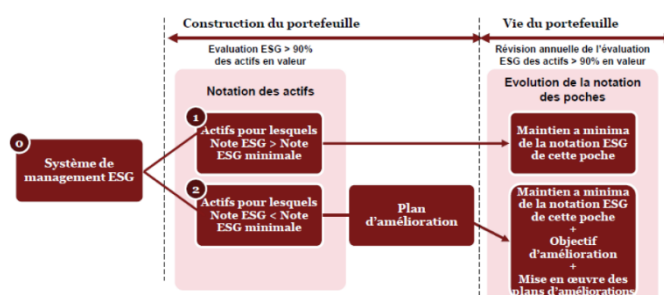 Construction du portefeuille
Vie du portefeuille
Evaluation ESG > 90%
des actifs en valeur
Révision annuelle de l'évaluation
ESG des actifs > 90% en valeur
Notation des actifs
Evolution de la notation
des poches
0
Système de
management ESG
1
Actifs pour lesquels
Note ESG > Note
ESG minimale
Maintien a minima
de la notation ESG
de cette poche
2
Actifs pour lesquels
Note ESG < Note
ESG minimale
Plan
d'amélioration
Maintien a minima
de la notation ESG
de cette poche
+
Objectif
d'amélioration
+
Mise en œuvre des
plans d'améliorations